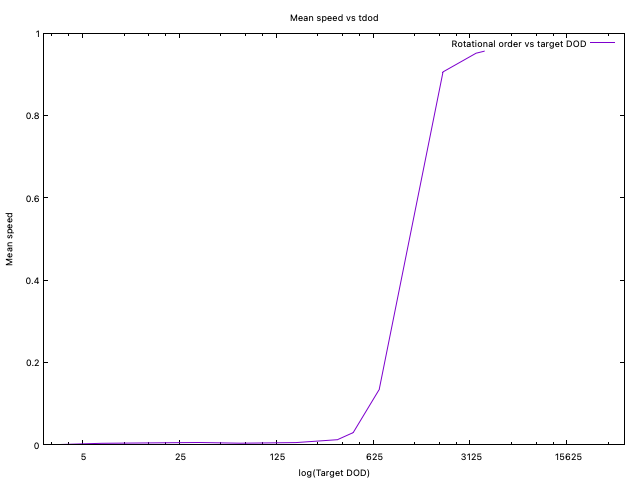 Mean speed vs tdod
Rotational order vs target DOD
1
0.8
0.6
0.4
0.2
0
Mean speed
5 25 125 625 3125 15625
log(Target DOD)